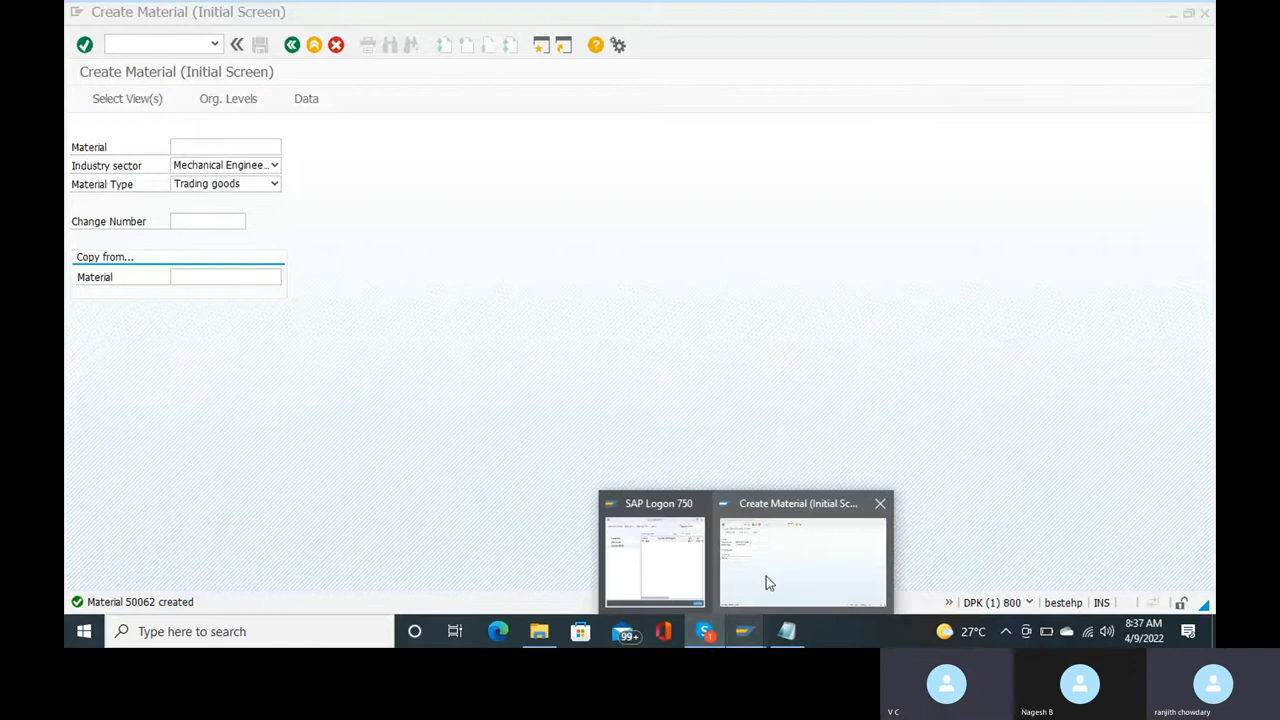 Create Material (Initial Screen)
Create Material (Initial Screen)
Select View(s) Org. Levels Data
Material
Industry sector Mechanical Enginee...
Material Type Trading goods
Change Number
Copy from...
Material
SAP Logon 750 Create Material (Initial Sc...
Material 50062 created
DPK (1) 800 bestehp INS
Type here to search
99+
1
27°C
8:37 AM
4/9/2022
V C Nagesh B ranjith chowdary